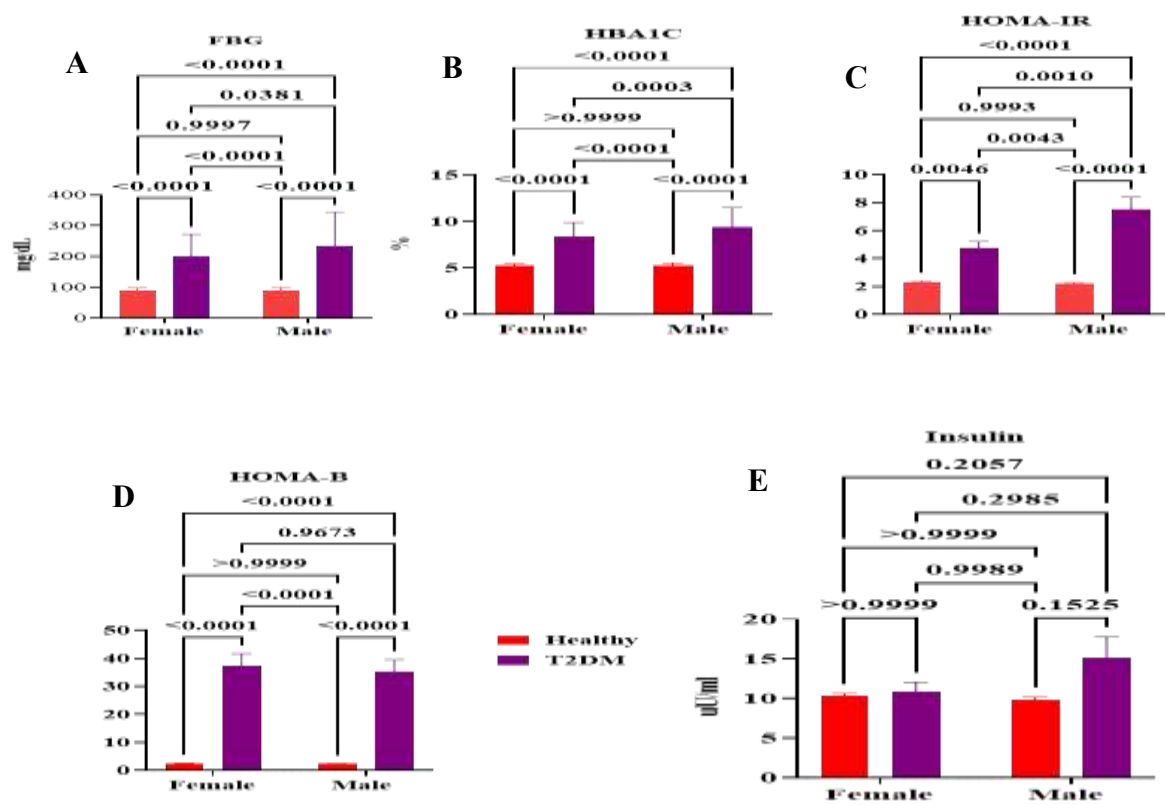 A
FBG
<0.0001
0.0381
0.9997
<0.0001
<0.0001 <0.0001
400
300
200
100
0
mg/dL
Female Male
B
HBA1C
<0.0001
0.0003
>0.9999
<0.0001
<0.0001 <0.0001
15
10
5
0
%
Female Male
C
HOMA-IR
<0.0001
0.0010
0.9993
0.0043
0.0046 <0.0001
10
8
6
4
2
0
Female Male
D
HOMA-B
<0.0001
0.9673
>0.9999
<0.0001
<0.0001 <0.0001
50
40
30
20
10
0
Female Male
Healthy
T2DM
E
Insulin
0.2057
0.2985
>0.9999
0.9989
>0.9999 0.1525
20
15
10
5
0
uU/ml
Female Male